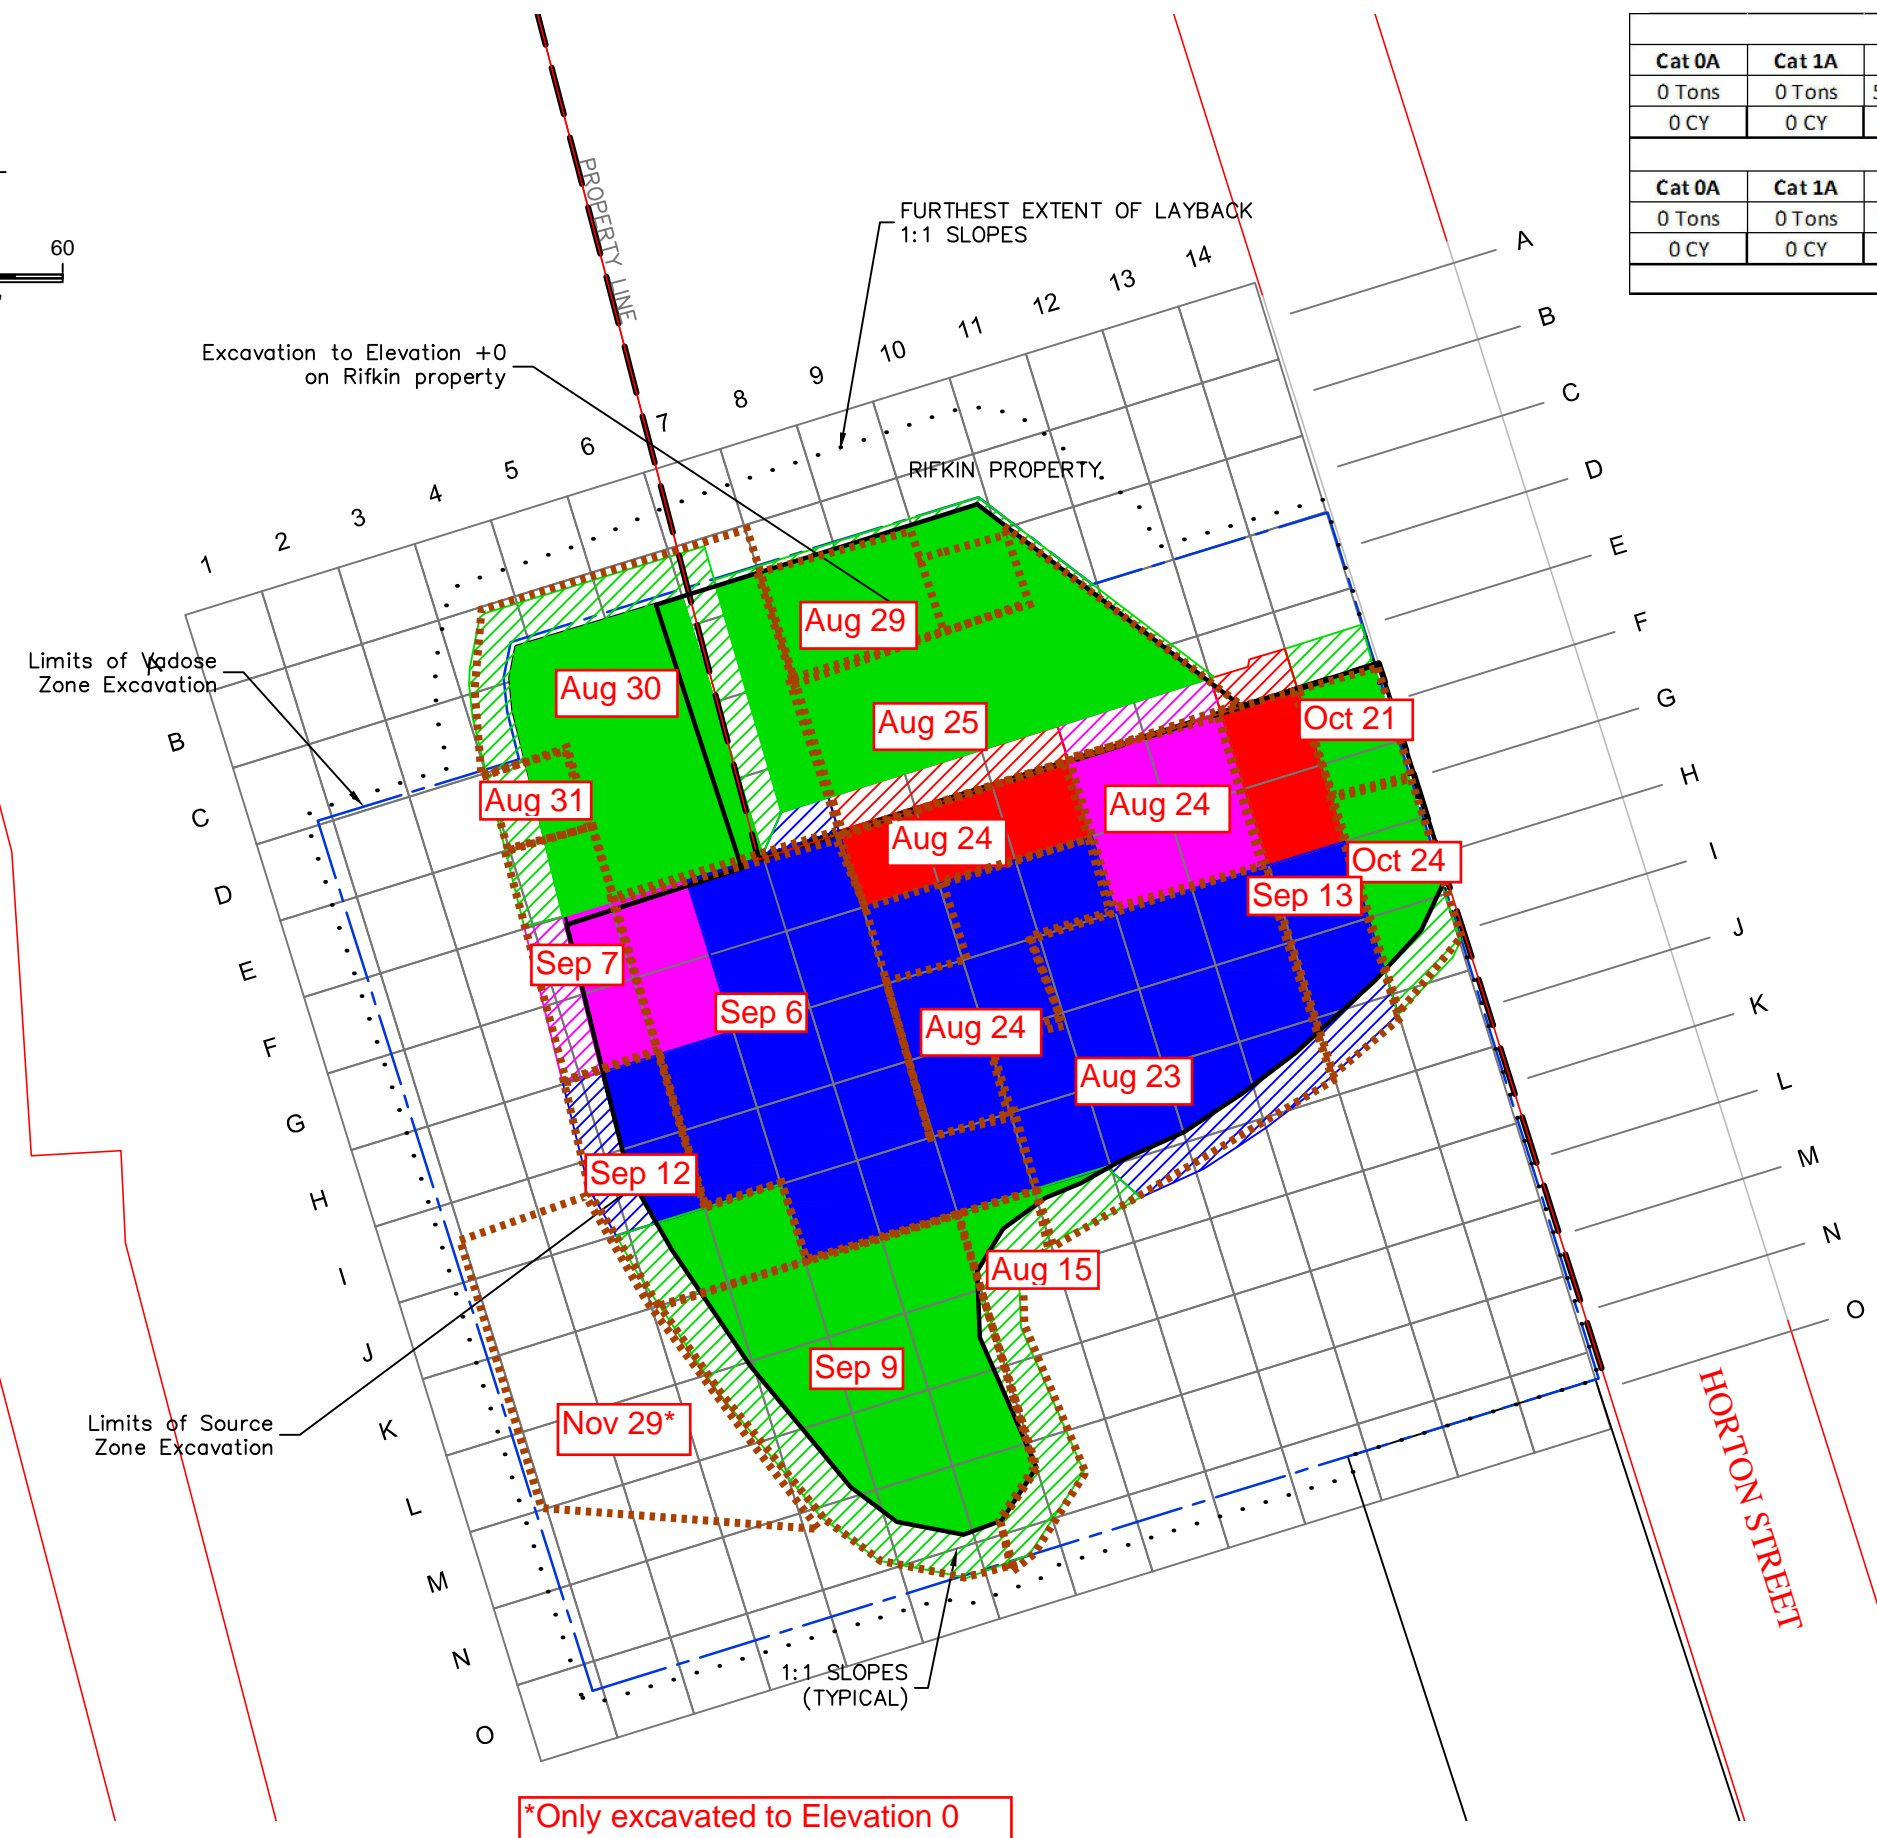 Cat 0A Cat 1A
0 Tons 0 Tons
0 CY 0 CY
Cat 0A Cat 1A
0 Tons 0 Tons
0 CY 0 CY
60
PROPERTY LINE
FURTHEST EXTENT OF LAYBACK
1:1 SLOPES
Excavation to Elevation +0
on Rifkin property
RIFKIN PROPERTY
1
2
3
4
5
6
7
8
9
10
11
12
13
14
A
B
C
D
E
F
G
H
I
J
K
L
M
N
O
Limits of Vadose
Zone Excavation
A
B
C
D
E
F
G
H
I
J
K
L
M
N
O
Aug 29
Aug 30
Aug 25
Oct 21
Aug 31
Aug 24
Aug 24
Oct 24
Sep 13
Sep 7
Sep 6
Aug 24
Aug 23
Sep 12
Aug 15
Sep 9
Nov 29*
Limits of Source
Zone Excavation
1:1 SLOPES
(TYPICAL)
HORTON STREET
*Only excavated to Elevation 0